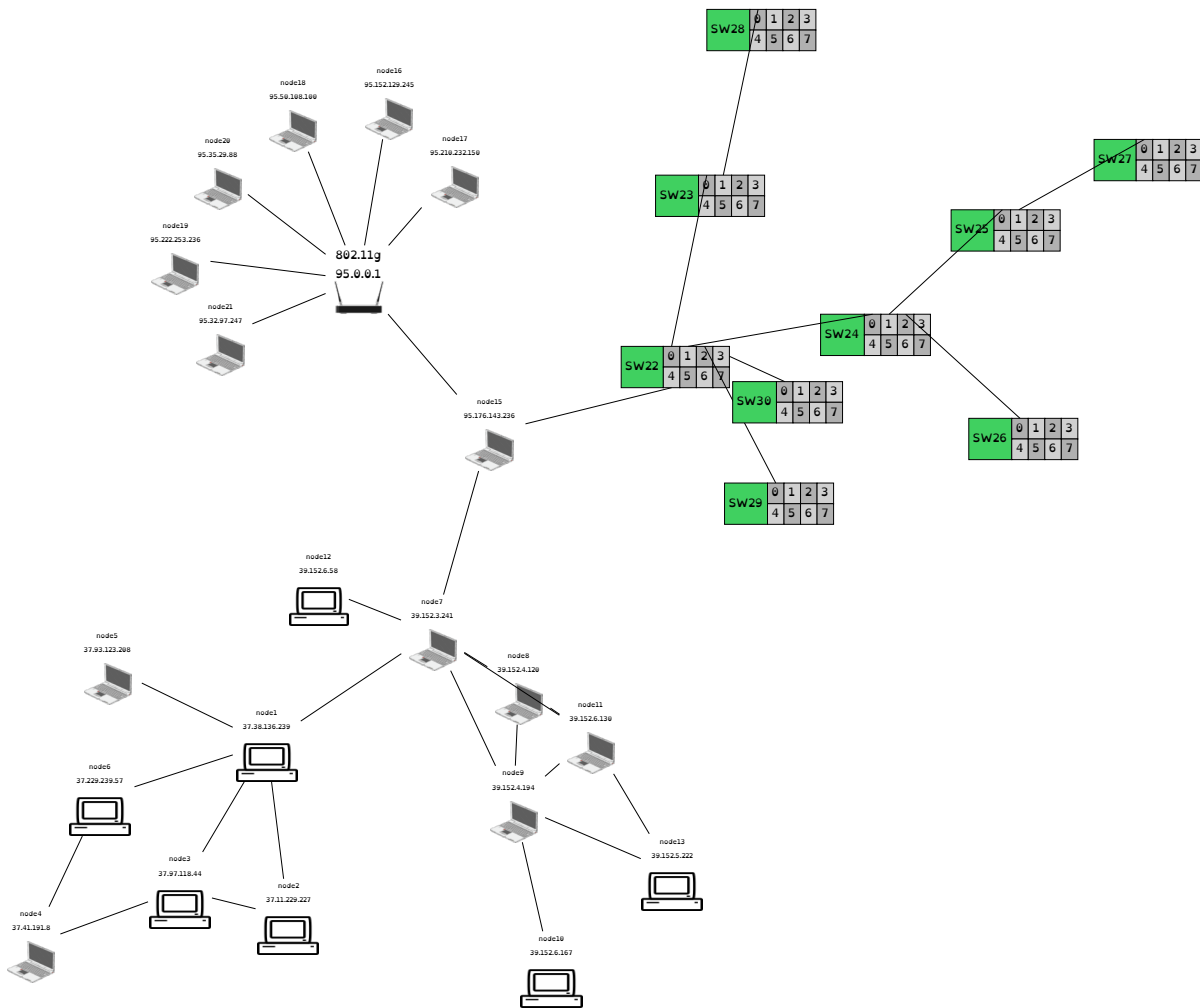 SW28
0 1 2 3
4 5 6 7
node16
95.152.129.245
node18
95.50.108.100
node20
95.35.29.88
node17
95.210.232.150
SW27
0 1 2 3
4 5 6 7
SW23
0 1 2 3
4 5 6 7
node19
95.222.253.236
SW25
0 1 2 3
4 5 6 7
802.11g
95.0.0.1
node21
95.32.97.247
SW24
0 1 2 3
4 5 6 7
SW22
0 1 2 3
4 5 6 7
SW30
0 1 2 3
4 5 6 7
node15
95.176.143.236
SW26
0 1 2 3
4 5 6 7
SW29
0 1 2 3
4 5 6 7
node12
39.152.6.58
node7
39.152.3.241
node5
37.93.123.208
node8
39.152.4.120
node11
39.152.6.130
node1
37.38.136.239
node6
37.229.239.57
node9
39.152.4.194
node13
39.152.5.222
node3
37.97.118.44
node2
37.11.229.227
node4
37.41.191.8
node10
39.152.6.167